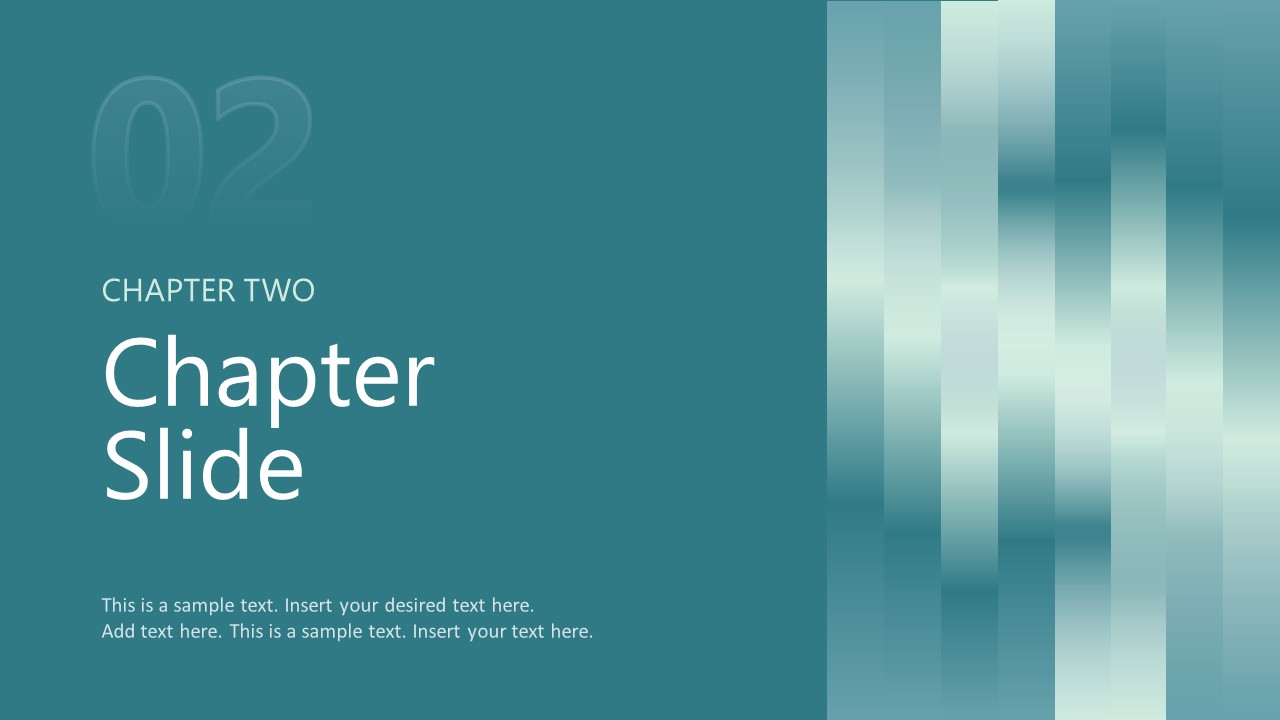 02
CHAPTER TWO
Chapter
Slide
This is a sample text. Insert your desired text here.
Add text here. This is a sample text. Insert your text here.